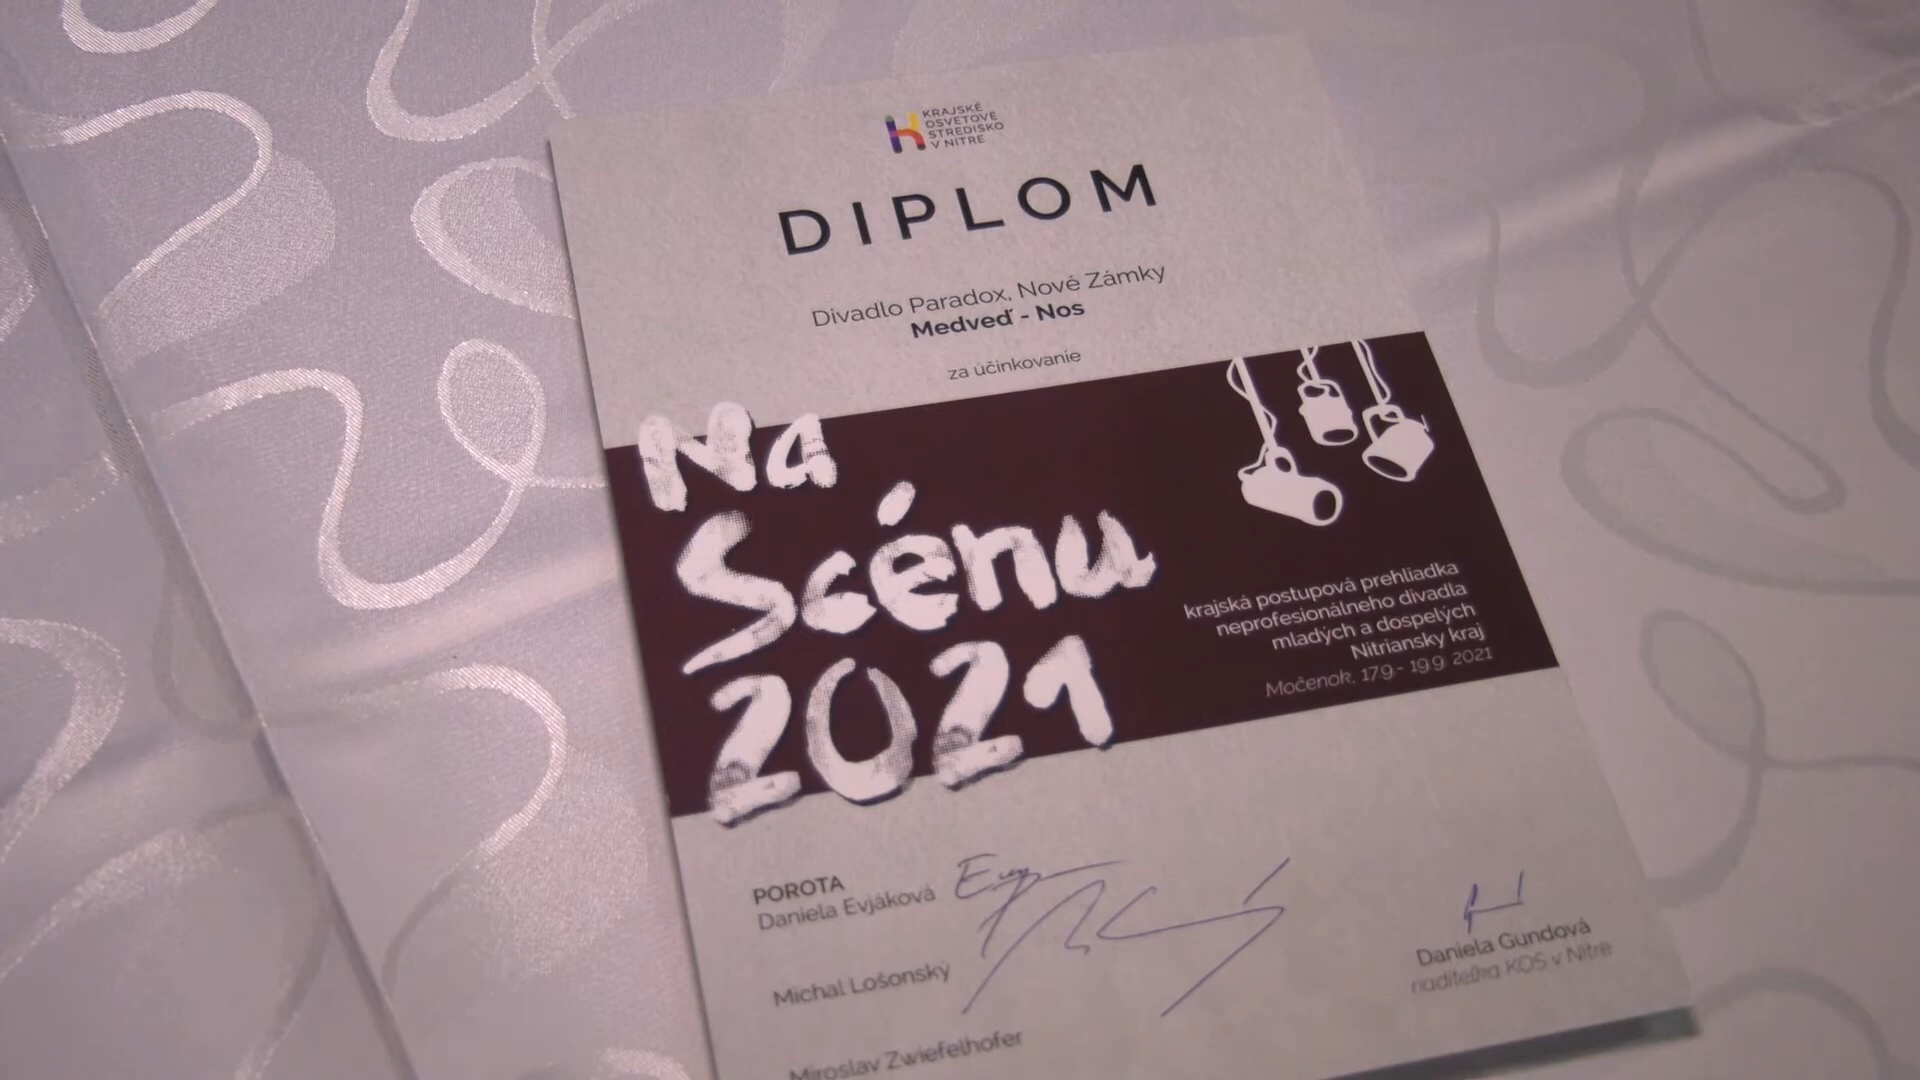 KRAJSKÉ
OSVETOVÉ
STREDISKO
V NITRE
DIPLOM
Divadlo Paradox, Nové Zámky
Medveď - Nos
za účinkovanie
Na
Scénu
2021
krajská postupová prehliadka
neprofesionálneho divadla
mladých a dospelých
Nitriansky kraj
Močenok, 17.9.- 19.9. 2021
POROTA
Daniela Evjáková
Michal Lošonský
Miroslav Zwiefelhofer
Daniela Gundová
riaditeľka KOS v Nitre